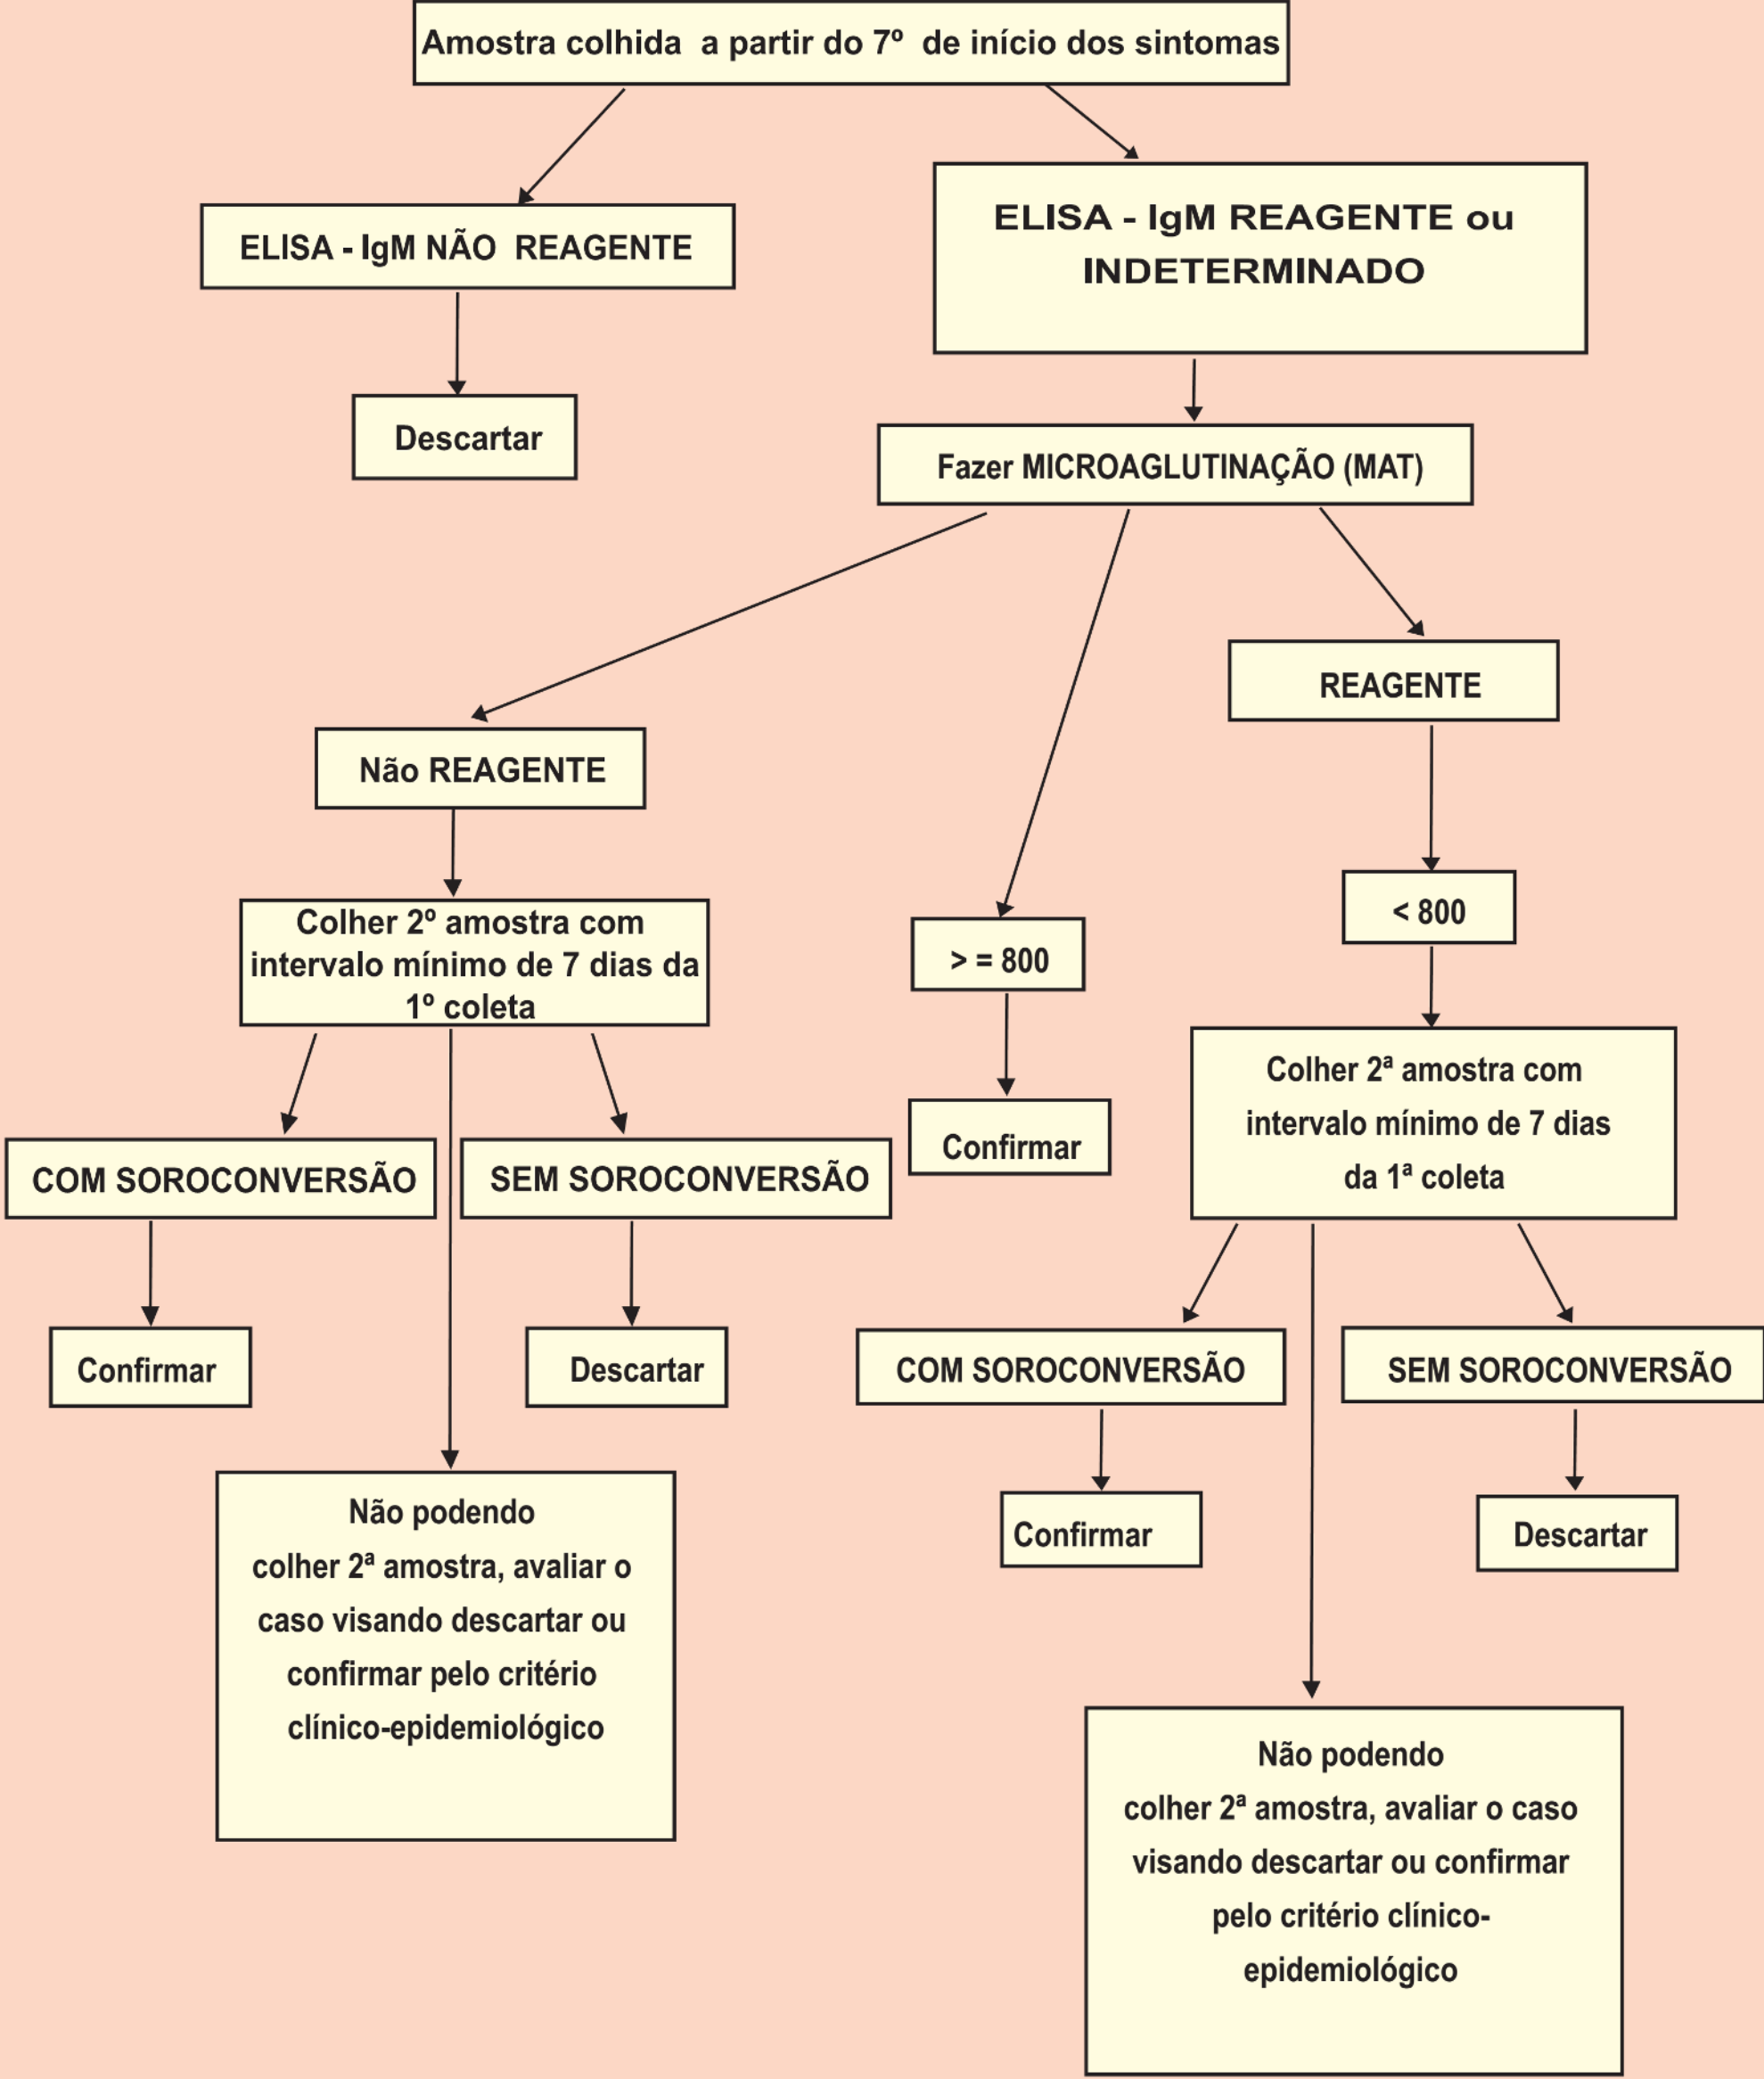 Amostra colhida a partir do 7º de início dos sintomas
ELISA - IgM NÃO REAGENTE
ELISA - IgM REAGENTE ou
INDETERMINADO
Descartar
Fazer MICROAGLUTINAÇÃO (MAT)
REAGENTE
Não REAGENTE
< 800
Colher 2º amostra com
intervalo mínimo de 7 dias da
1º coleta
> = 800
Colher 2ª amostra com
intervalo mínimo de 7 dias
da 1ª coleta
COM SOROCONVERSÃO
SEM SOROCONVERSÃO
Confirmar
Confirmar
Descartar
COM SOROCONVERSÃO
SEM SOROCONVERSÃO
Confirmar
Descartar
Não podendo
colher 2ª amostra, avaliar o
caso visando descartar ou
confirmar pelo critério
clínico-epidemiológico
Não podendo
colher 2ª amostra, avaliar o caso
visando descartar ou confirmar
pelo critério clínico-
epidemiológico